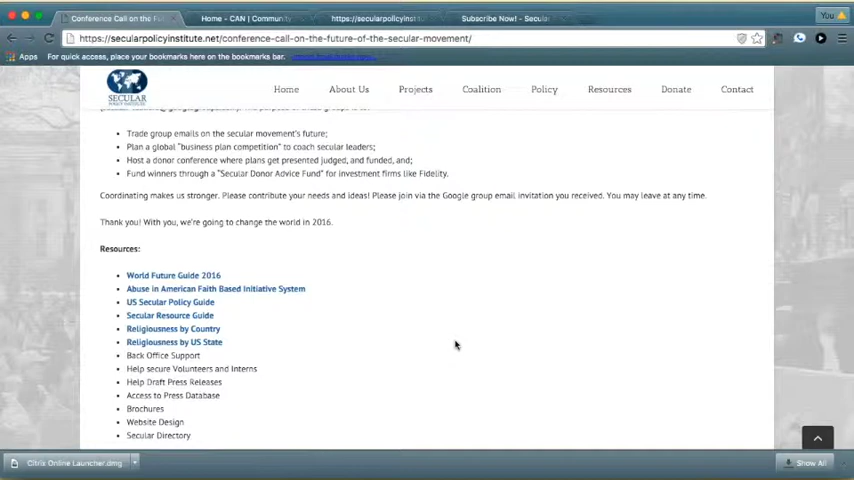 Conference Call on the Fut
Home - CAN | Community
https://secularpolicyinstit
Subscribe Now! - Secular
You
https://secularpolicyinstitute.net/conference-call-on-the-future-of-the-secular-movement/
Apps
For quick access, place your bookmarks here on the bookmarks bar.
SECULAR
POLICY INSTITUTE
Home
About Us
Projects
Coalition
Policy
Resources
Donate
Contact
Trade group emails on the secular movement's future;
Plan a global "business plan competition" to coach secular leaders;
Host a donor conference where plans get presented judged, and funded, and;
Fund winners through a "Secular Donor Advice Fund" for investment firms like Fidelity.
Coordinating makes us stronger. Please contribute your needs and ideas! Please join via the Google group email invitation you received. You may leave at any time.
Thank you! With you, we're going to change the world in 2016.
Resources:
World Future Guide 2016
Abuse in American Faith Based Initiative System
US Secular Policy Guide
Secular Resource Guide
Religiousness by Country
Religiousness by US State
Back Office Support
Help secure Volunteers and Interns
Help Draft Press Releases
Access to Press Database
Brochures
Website Design
Secular Directory
Citrix Online Launcher.dmg
Show All